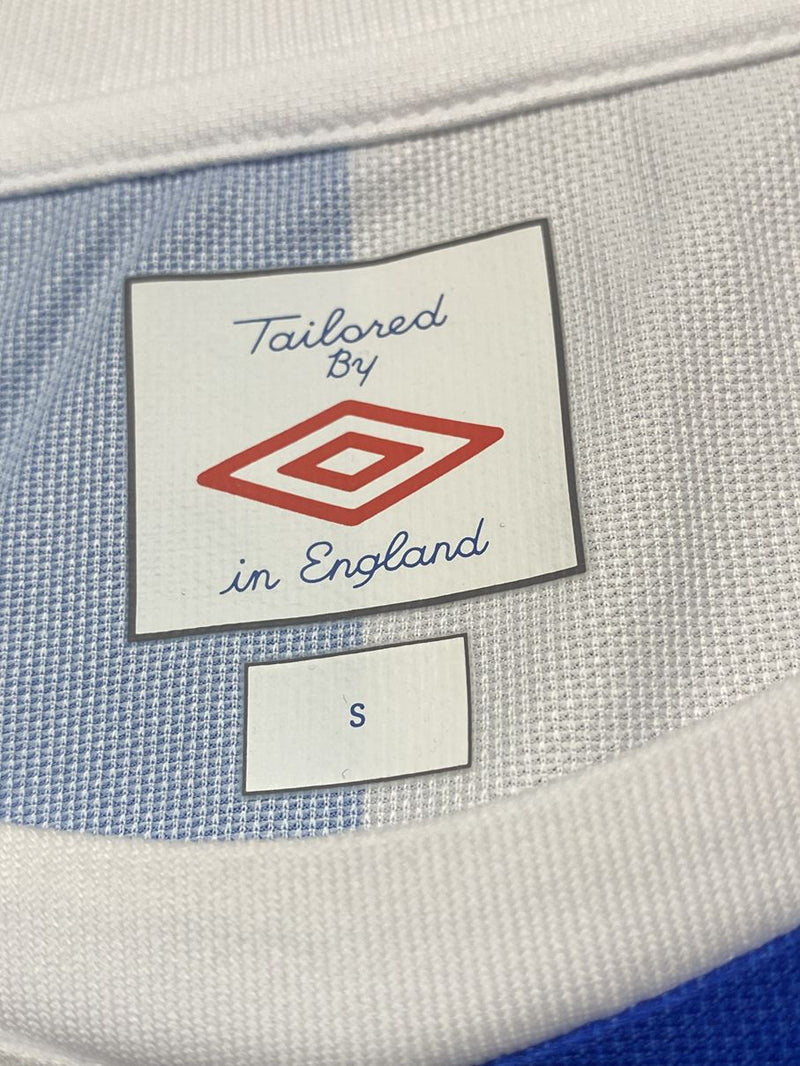 Tailored
By
in England
S